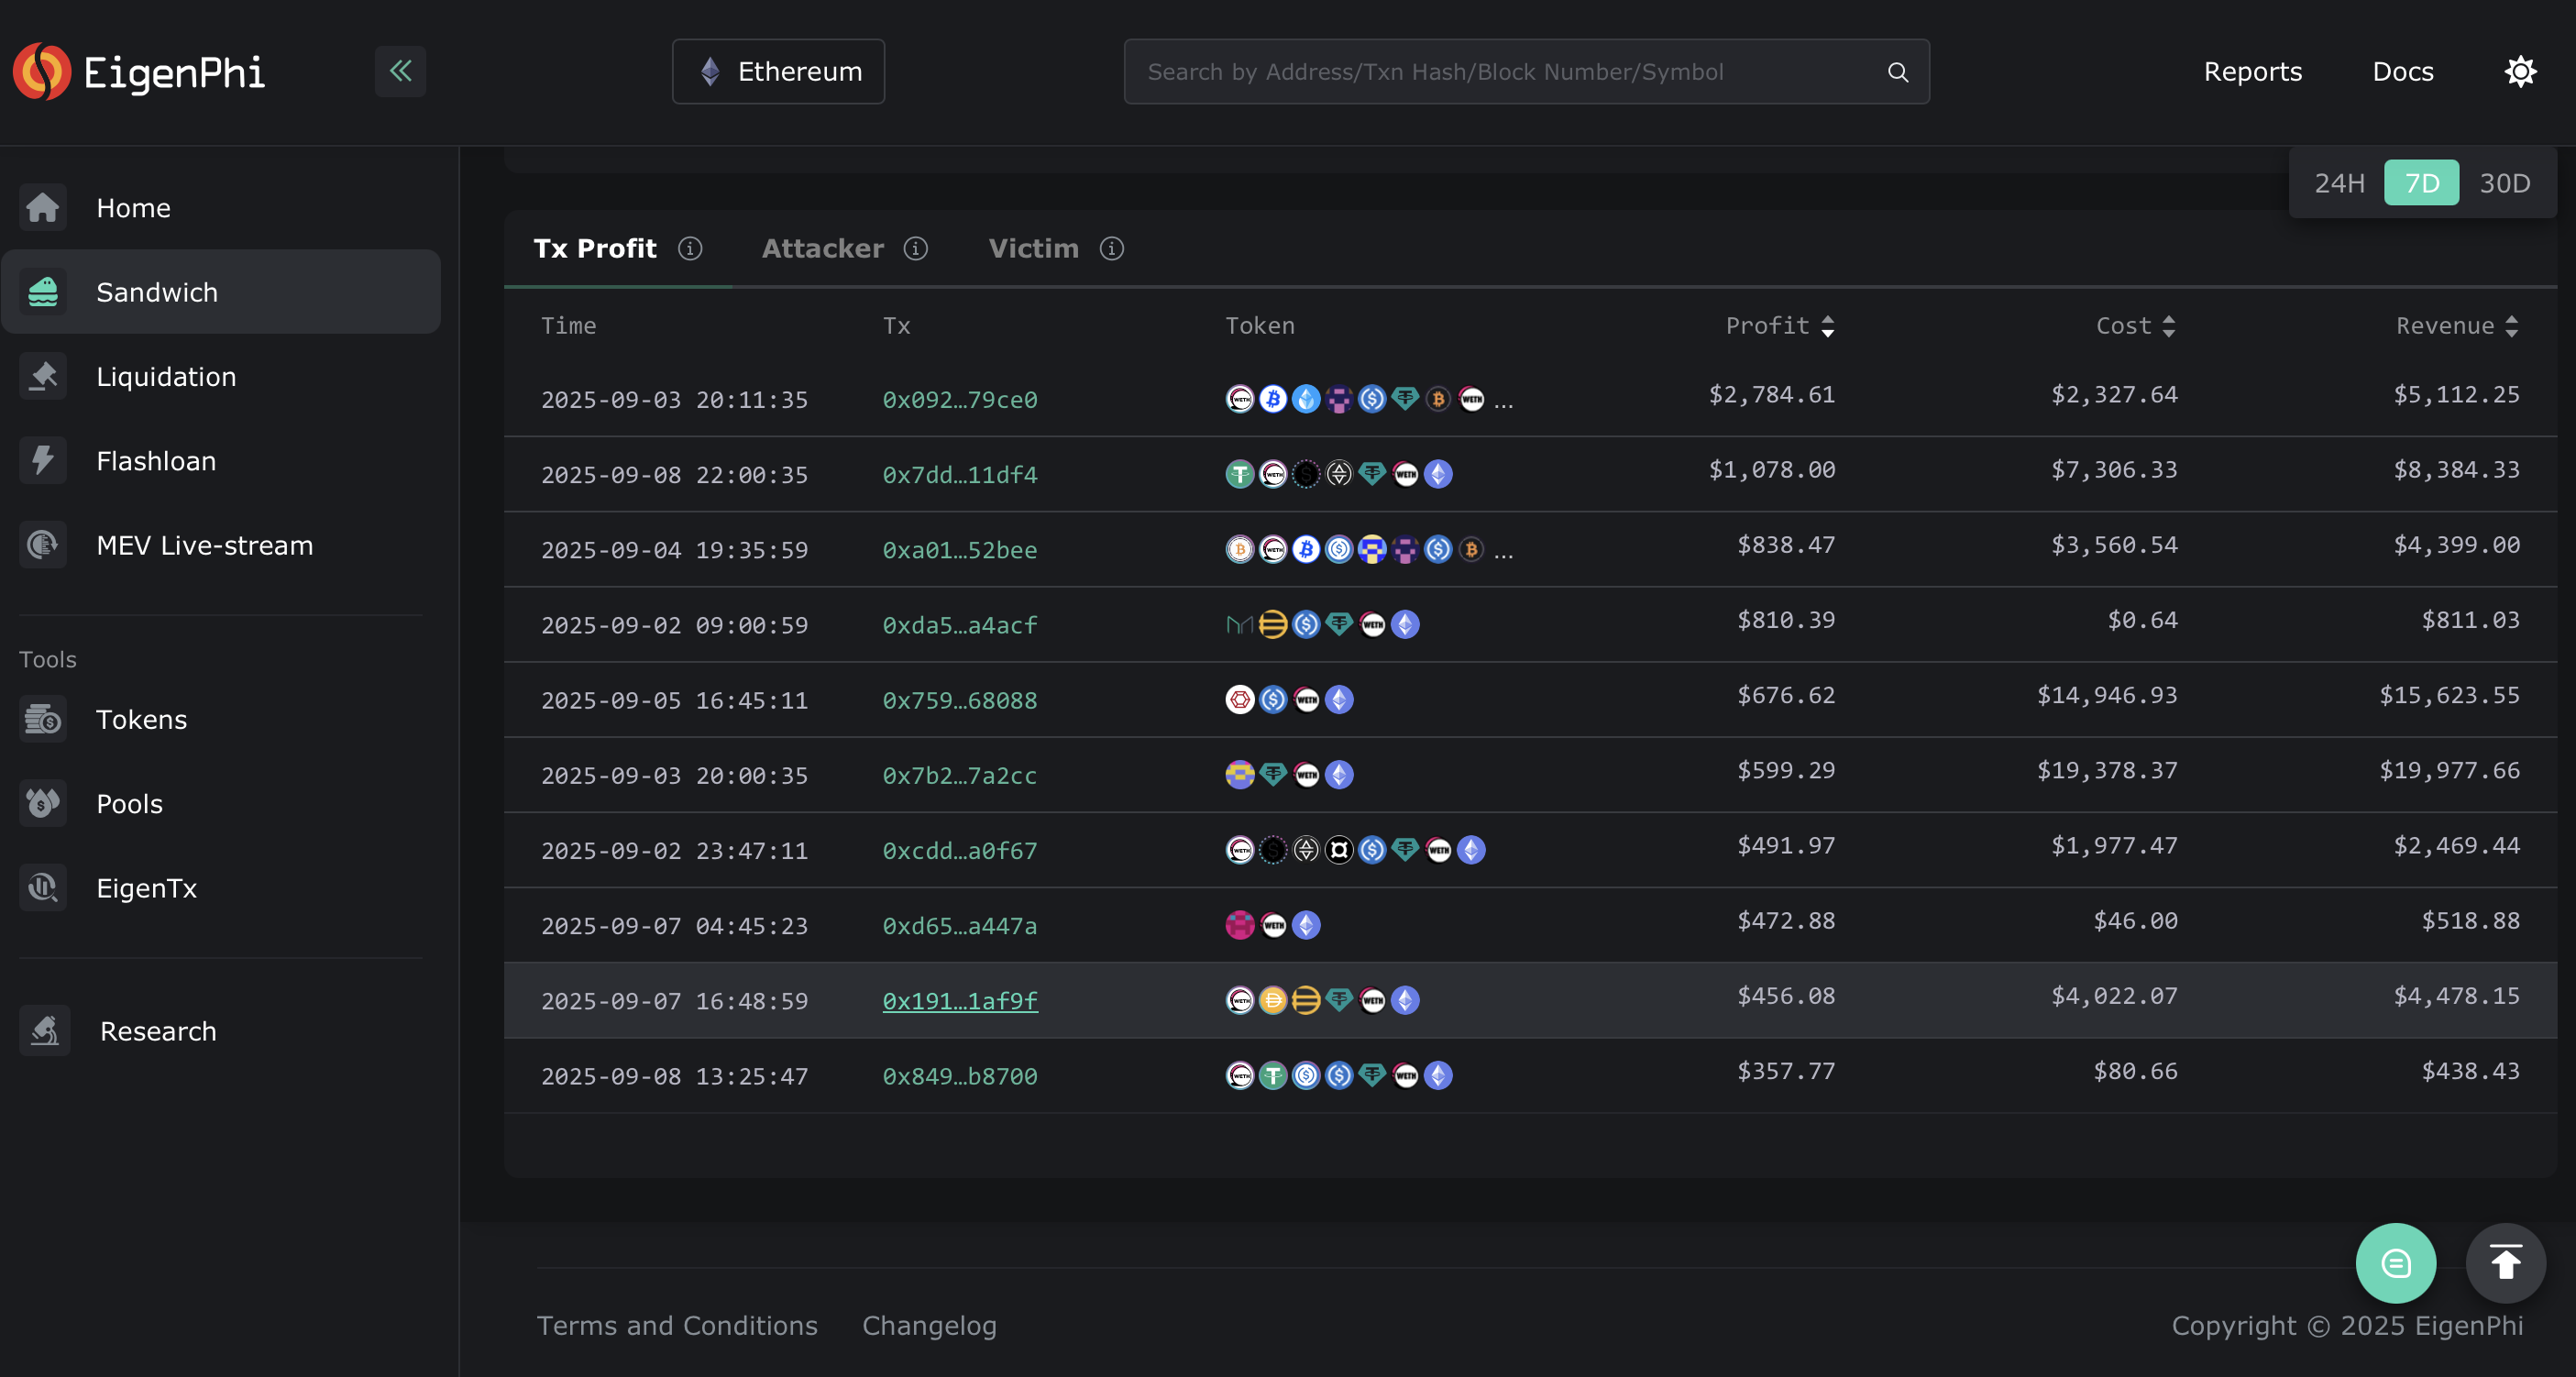 EigenPhi
Ethereum
Search by Address/Txn Hash/Block Number/Symbol
Reports
Docs
Home
Sandwich
Liquidation
Flashloan
MEV Live-stream
Tools
Tokens
Pools
EigenTx
Research
24H 7D 30D
Tx Profit Attacker Victim
Time Tx Token Profit Cost Revenue
2025-09-03 20:11:35 0x092…79ce0 ... $2,784.61 $2,327.64 $5,112.25
2025-09-08 22:00:35 0x7dd…11df4 $1,078.00 $7,306.33 $8,384.33
2025-09-04 19:35:59 0xa01…52bee ... $838.47 $3,560.54 $4,399.00
2025-09-02 09:00:59 0xda5…a4acf $810.39 $0.64 $811.03
2025-09-05 16:45:11 0x759…68088 $676.62 $14,946.93 $15,623.55
2025-09-03 20:00:35 0x7b2…7a2cc $599.29 $19,378.37 $19,977.66
2025-09-02 23:47:11 0xcdd…a0f67 $491.97 $1,977.47 $2,469.44
2025-09-07 04:45:23 0xd65…a447a $472.88 $46.00 $518.88
2025-09-07 16:48:59 0x191…1af9f $456.08 $4,022.07 $4,478.15
2025-09-08 13:25:47 0x849…b8700 $357.77 $80.66 $438.43
Terms and Conditions Changelog
Copyright © 2025 EigenPhi